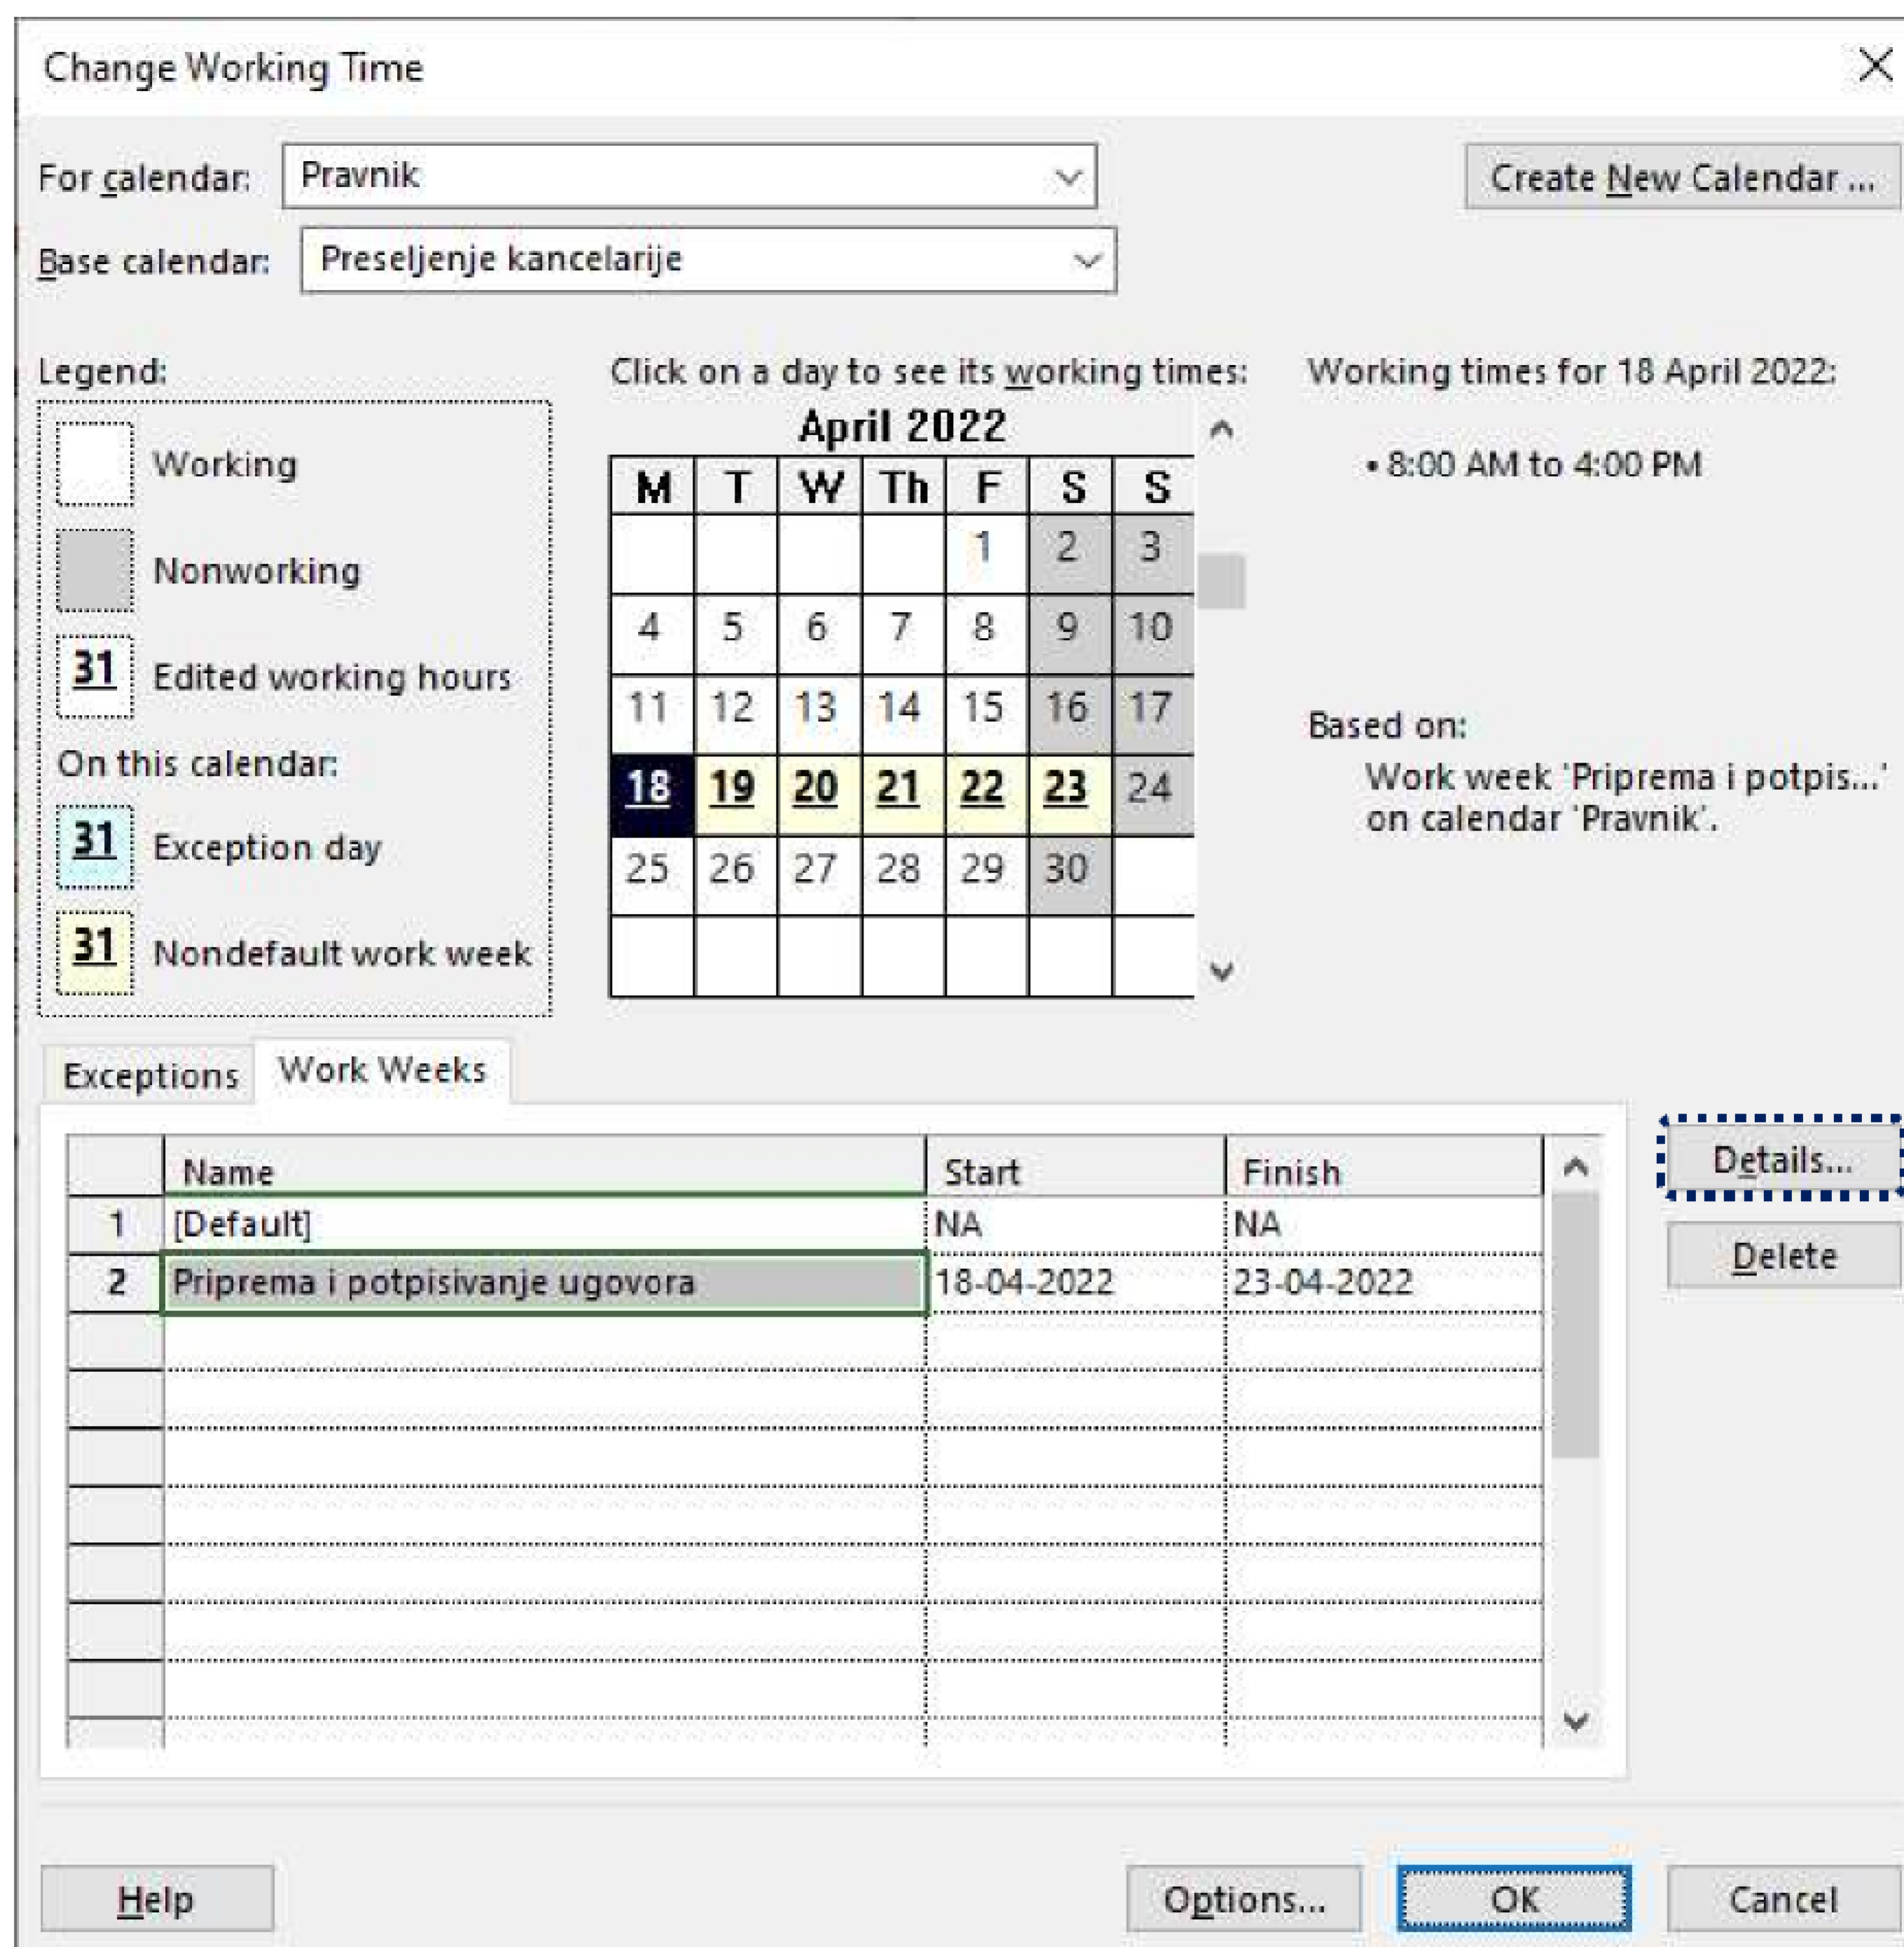 Change Working Time
For calendar: Pravnik
Create New Calendar ...
Base calendar: Preseljenje kancelarije
Legend:
Working
Nonworking
31 Edited working hours
On this calendar:
31 Exception day
31 Nondefault work week
Click on a day to see its working times:
April 2022
M T W Th F S S
1 2 3
4 5 6 7 8 9 10
11 12 13 14 15 16 17
18 19 20 21 22 23 24
25 26 27 28 29 30
Working times for 18 April 2022:
• 8:00 AM to 4:00 PM
Based on:
Work week 'Priprema i potpis...'
on calendar 'Pravnik'.
Exceptions Work Weeks
Name Start Finish
1 [Default] NA NA
2 Priprema i potpisivanje ugovora 18-04-2022 23-04-2022
Details...
Delete
Help Options... OK Cancel